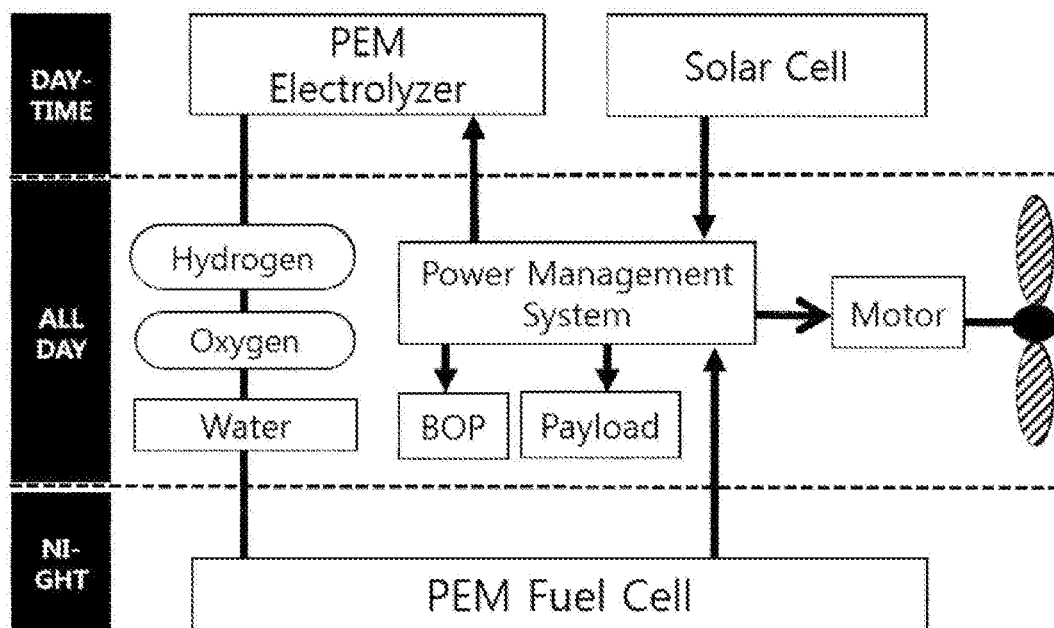 DAY-
TIME
PEM
Electrolyzer
Solar Cell
ALL
DAY
Hydrogen
Oxygen
Water
Power Management
System
BOP
Payload
Motor
NI-
GHT
PEM Fuel Cell